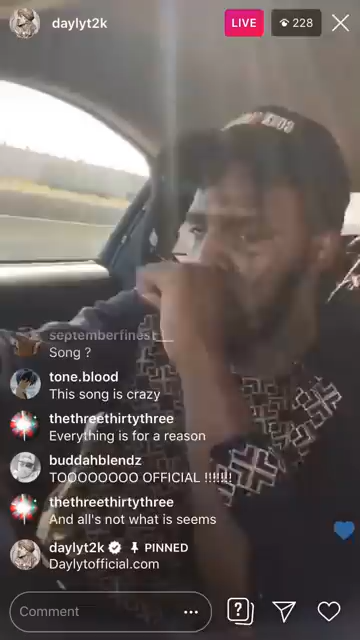 daylyt2k
LIVE
228
septemberfinest__
Song ?
tone.blood
This song is crazy
thethreethirtythree
Everything is for a reason
buddahblendz
TOOOOOOOO OFFICIAL !!!!!!!
thethreethirtythree
And all's not what is seems
daylyt2k PINNED
Daylytofficial.com
Comment